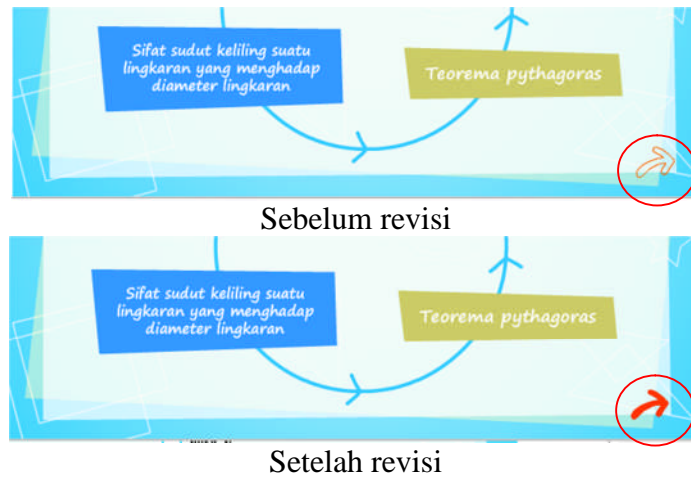 Sifat sudut keliling suatu
lingkaran yang menghadap
diameter lingkaran
Teorema pythagoras
Sebelum revisi
Sifat sudut keliling suatu
lingkaran yang menghadap
diameter lingkaran
Teorema pythagoras
Setelah revisi